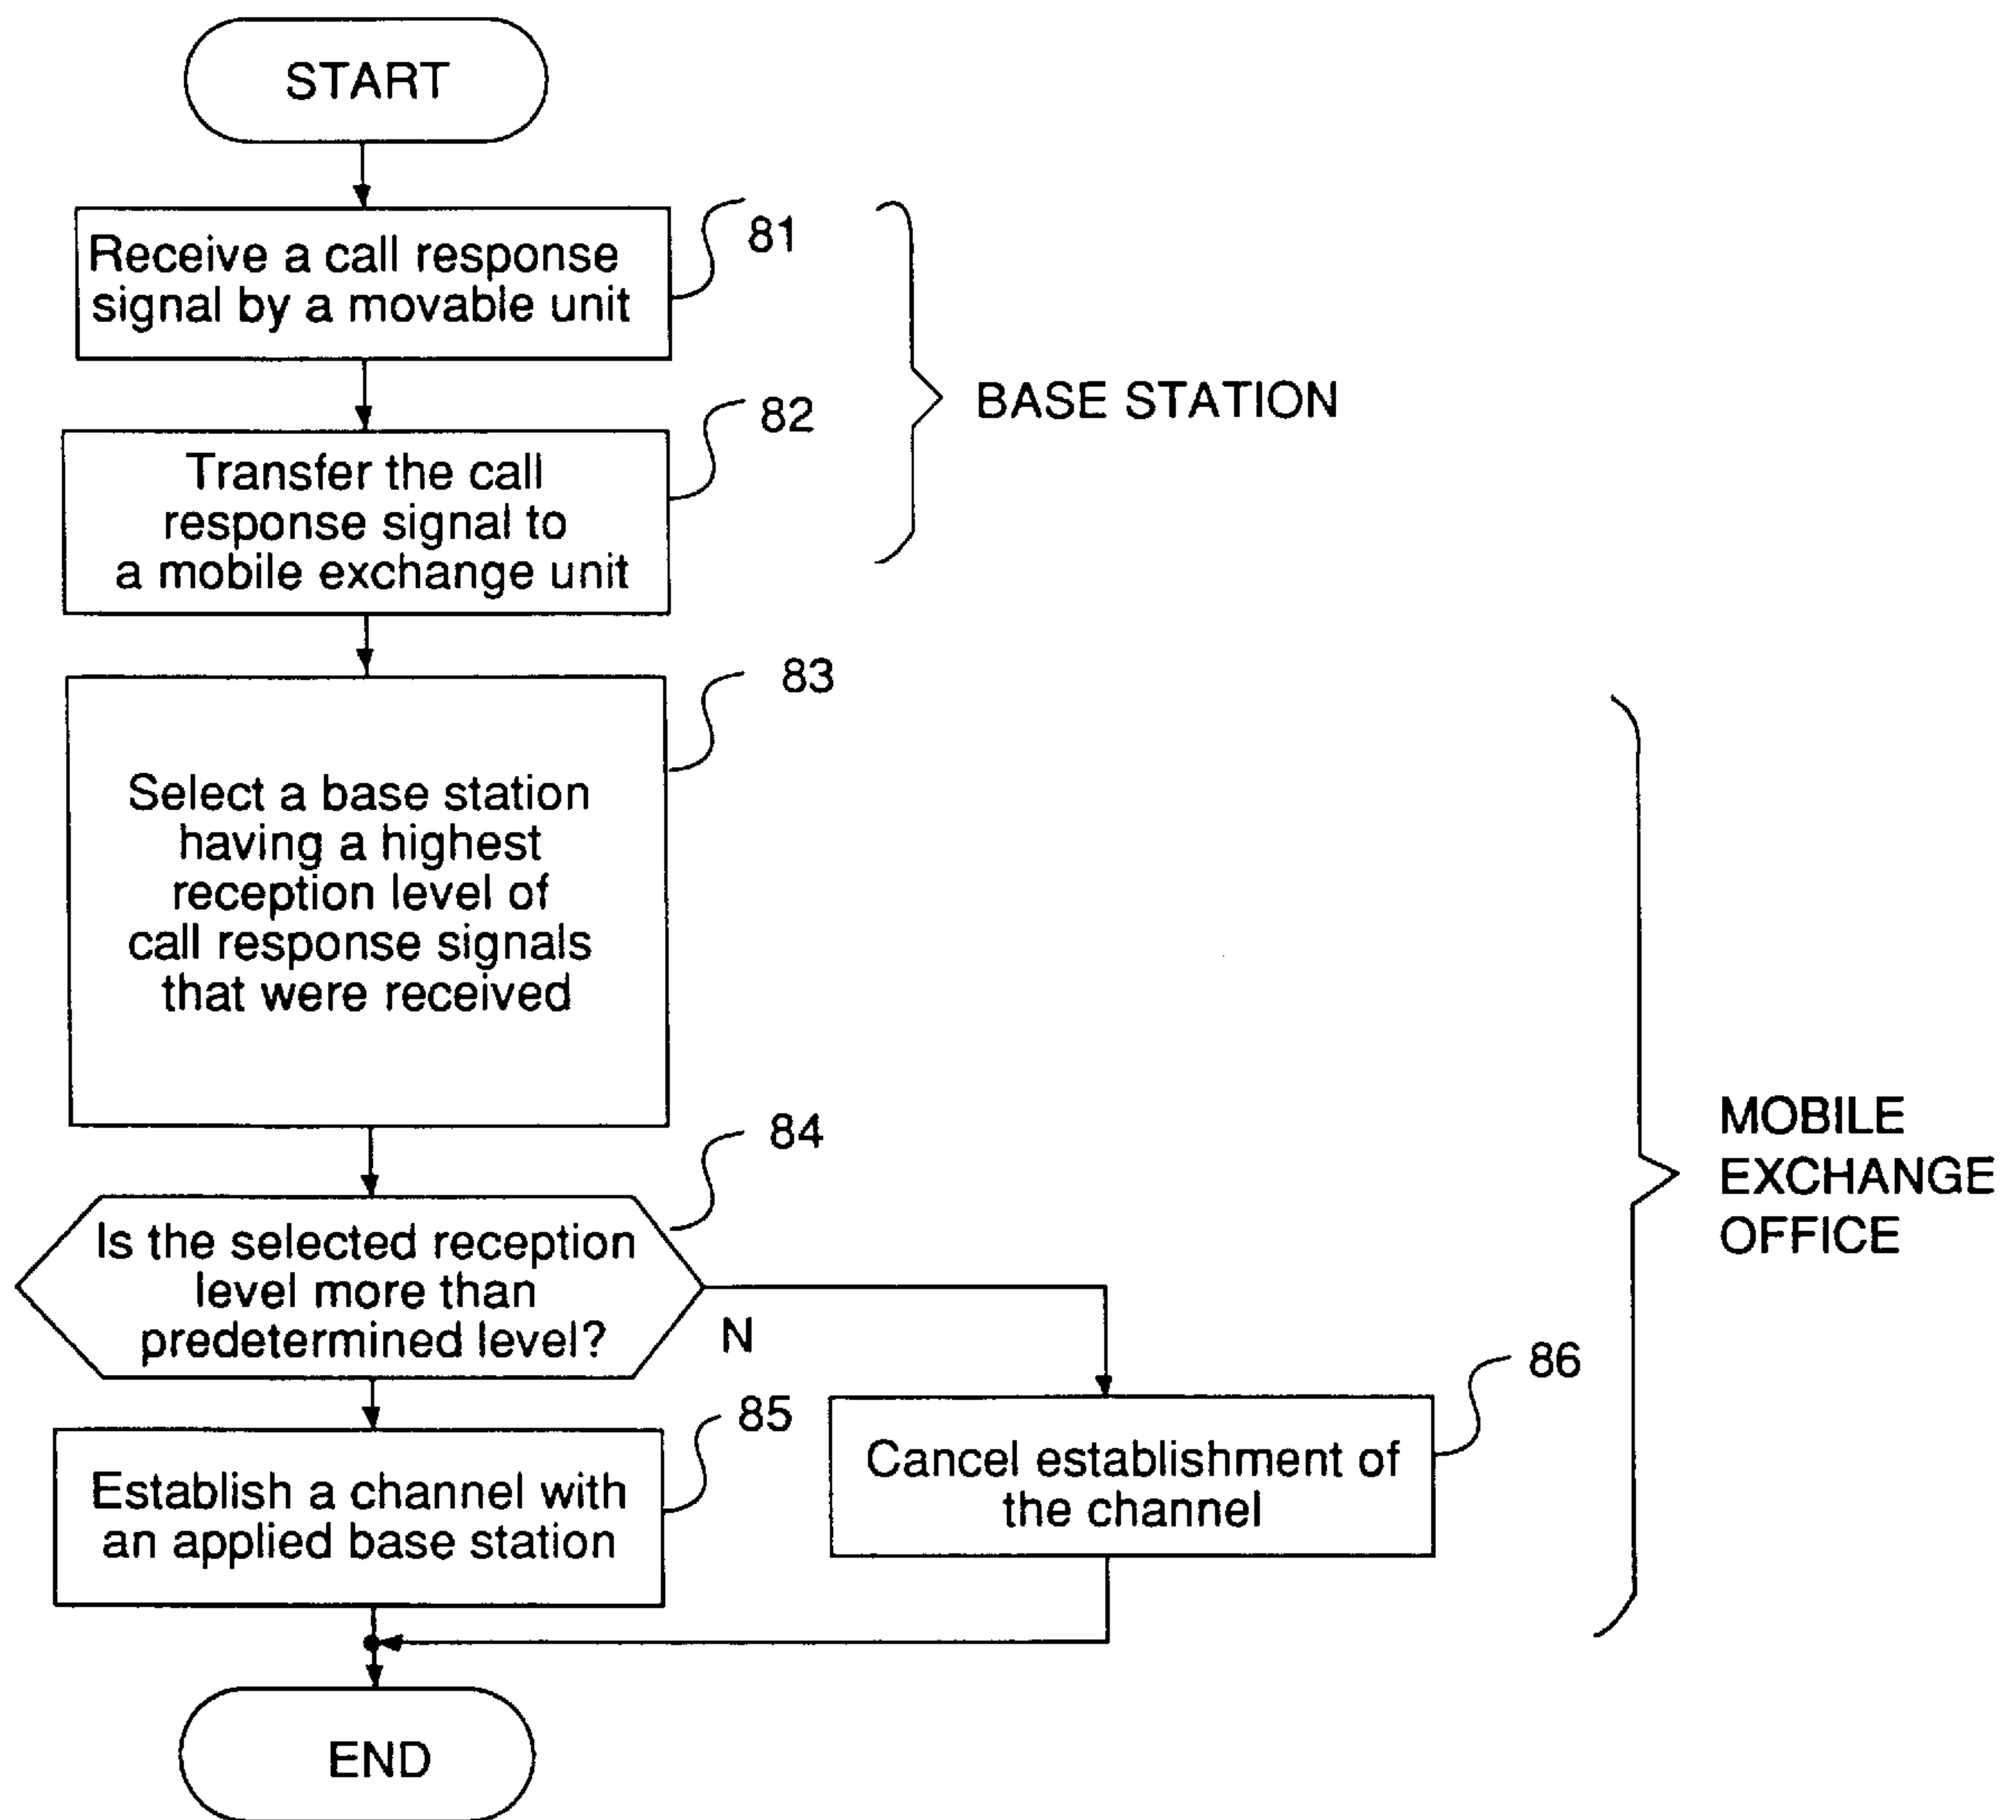 START
81
Receive a call response
signal by a movable unit
BASE STATION
82
Transfer the call
response signal to
a mobile exchange unit
83
Select a base station
having a highest
reception level of
call response signals
that were received
MOBILE
EXCHANGE
OFFICE
84
Is the selected reception
level more than
predetermined level?
N
85
Establish a channel with
an applied base station
86
Cancel establishment of
the channel
END